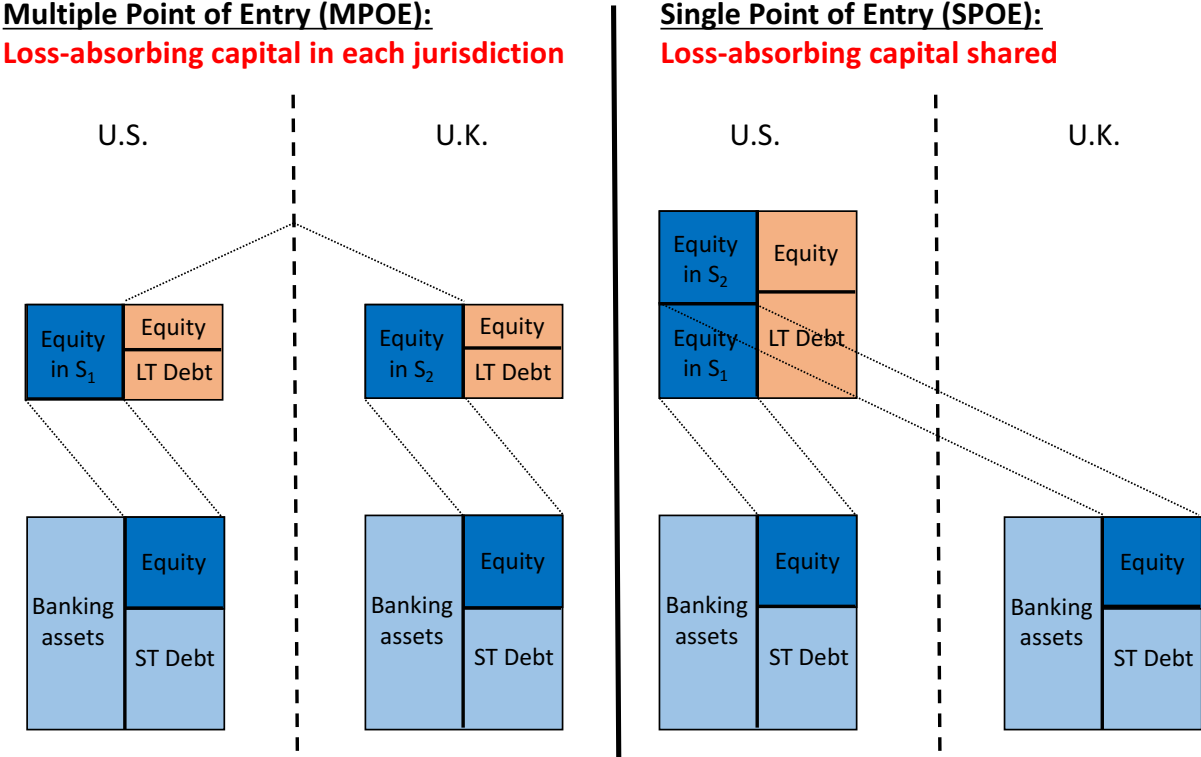 Multiple Point of Entry (MPOE):
Loss-absorbing capital in each jurisdiction
U.S.
U.K.
Equity
in S₁
Equity
LT Debt
Equity
in S₂
Equity
LT Debt
Banking
assets
Equity
ST Debt
Banking
assets
Equity
ST Debt
Single Point of Entry (SPOE):
Loss-absorbing capital shared
U.S.
U.K.
Equity
in S₂
Equity
Equity
in S₁
LT Debt
Banking
assets
Equity
ST Debt
Banking
assets
Equity
ST Debt